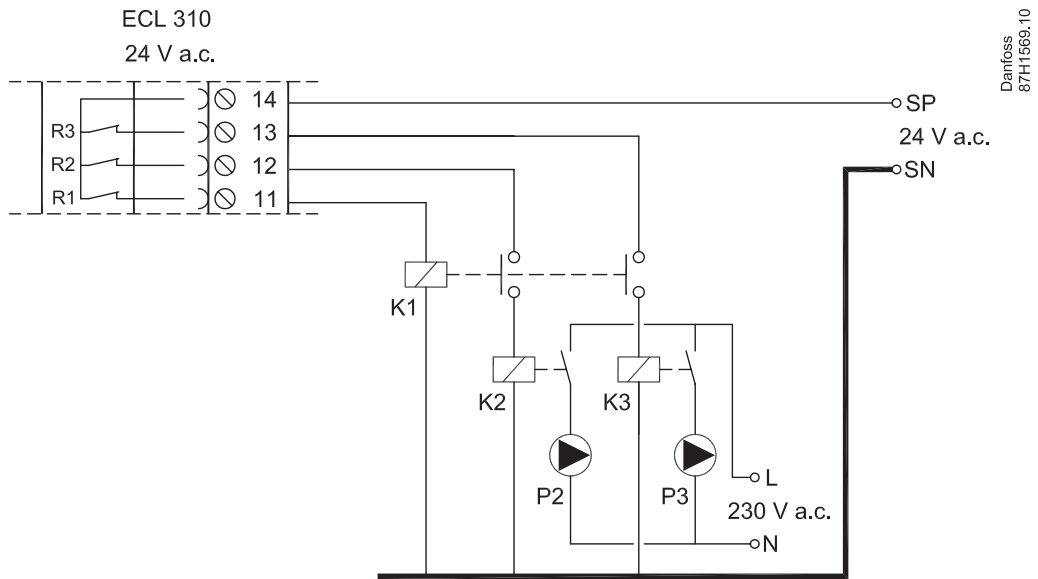 ECL 310
24 V a.c.
Danfoss
87H1569.10
14
SP
R3
13
24 V a.c.
R2
12
SN
R1
11
K1
K2
K3
P2
P3
L
230 V a.c.
N